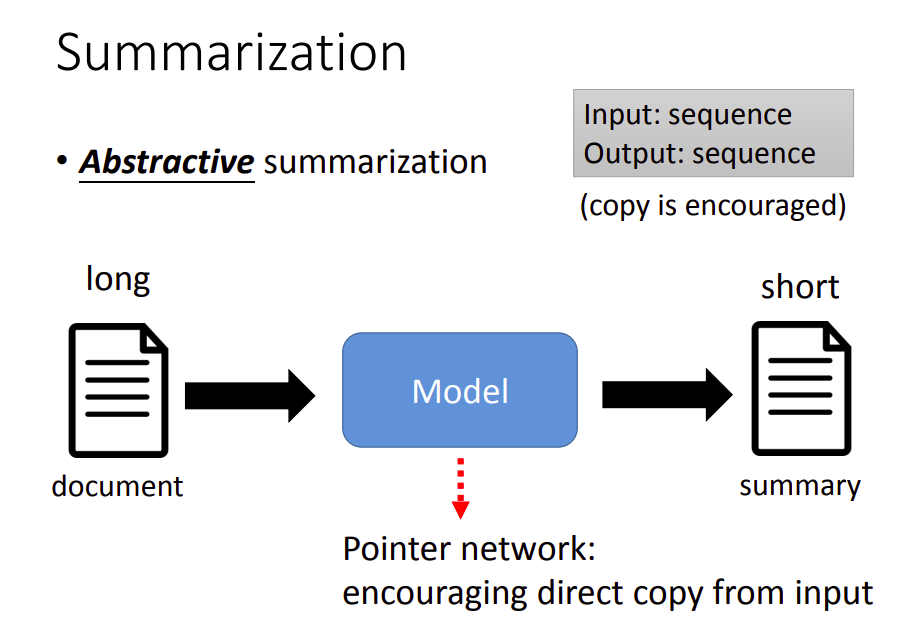 Summarization
• Abstractive summarization
Input: sequence
Output: sequence
(copy is encouraged)
long
short
Model
document
summary
Pointer network:
encouraging direct copy from input